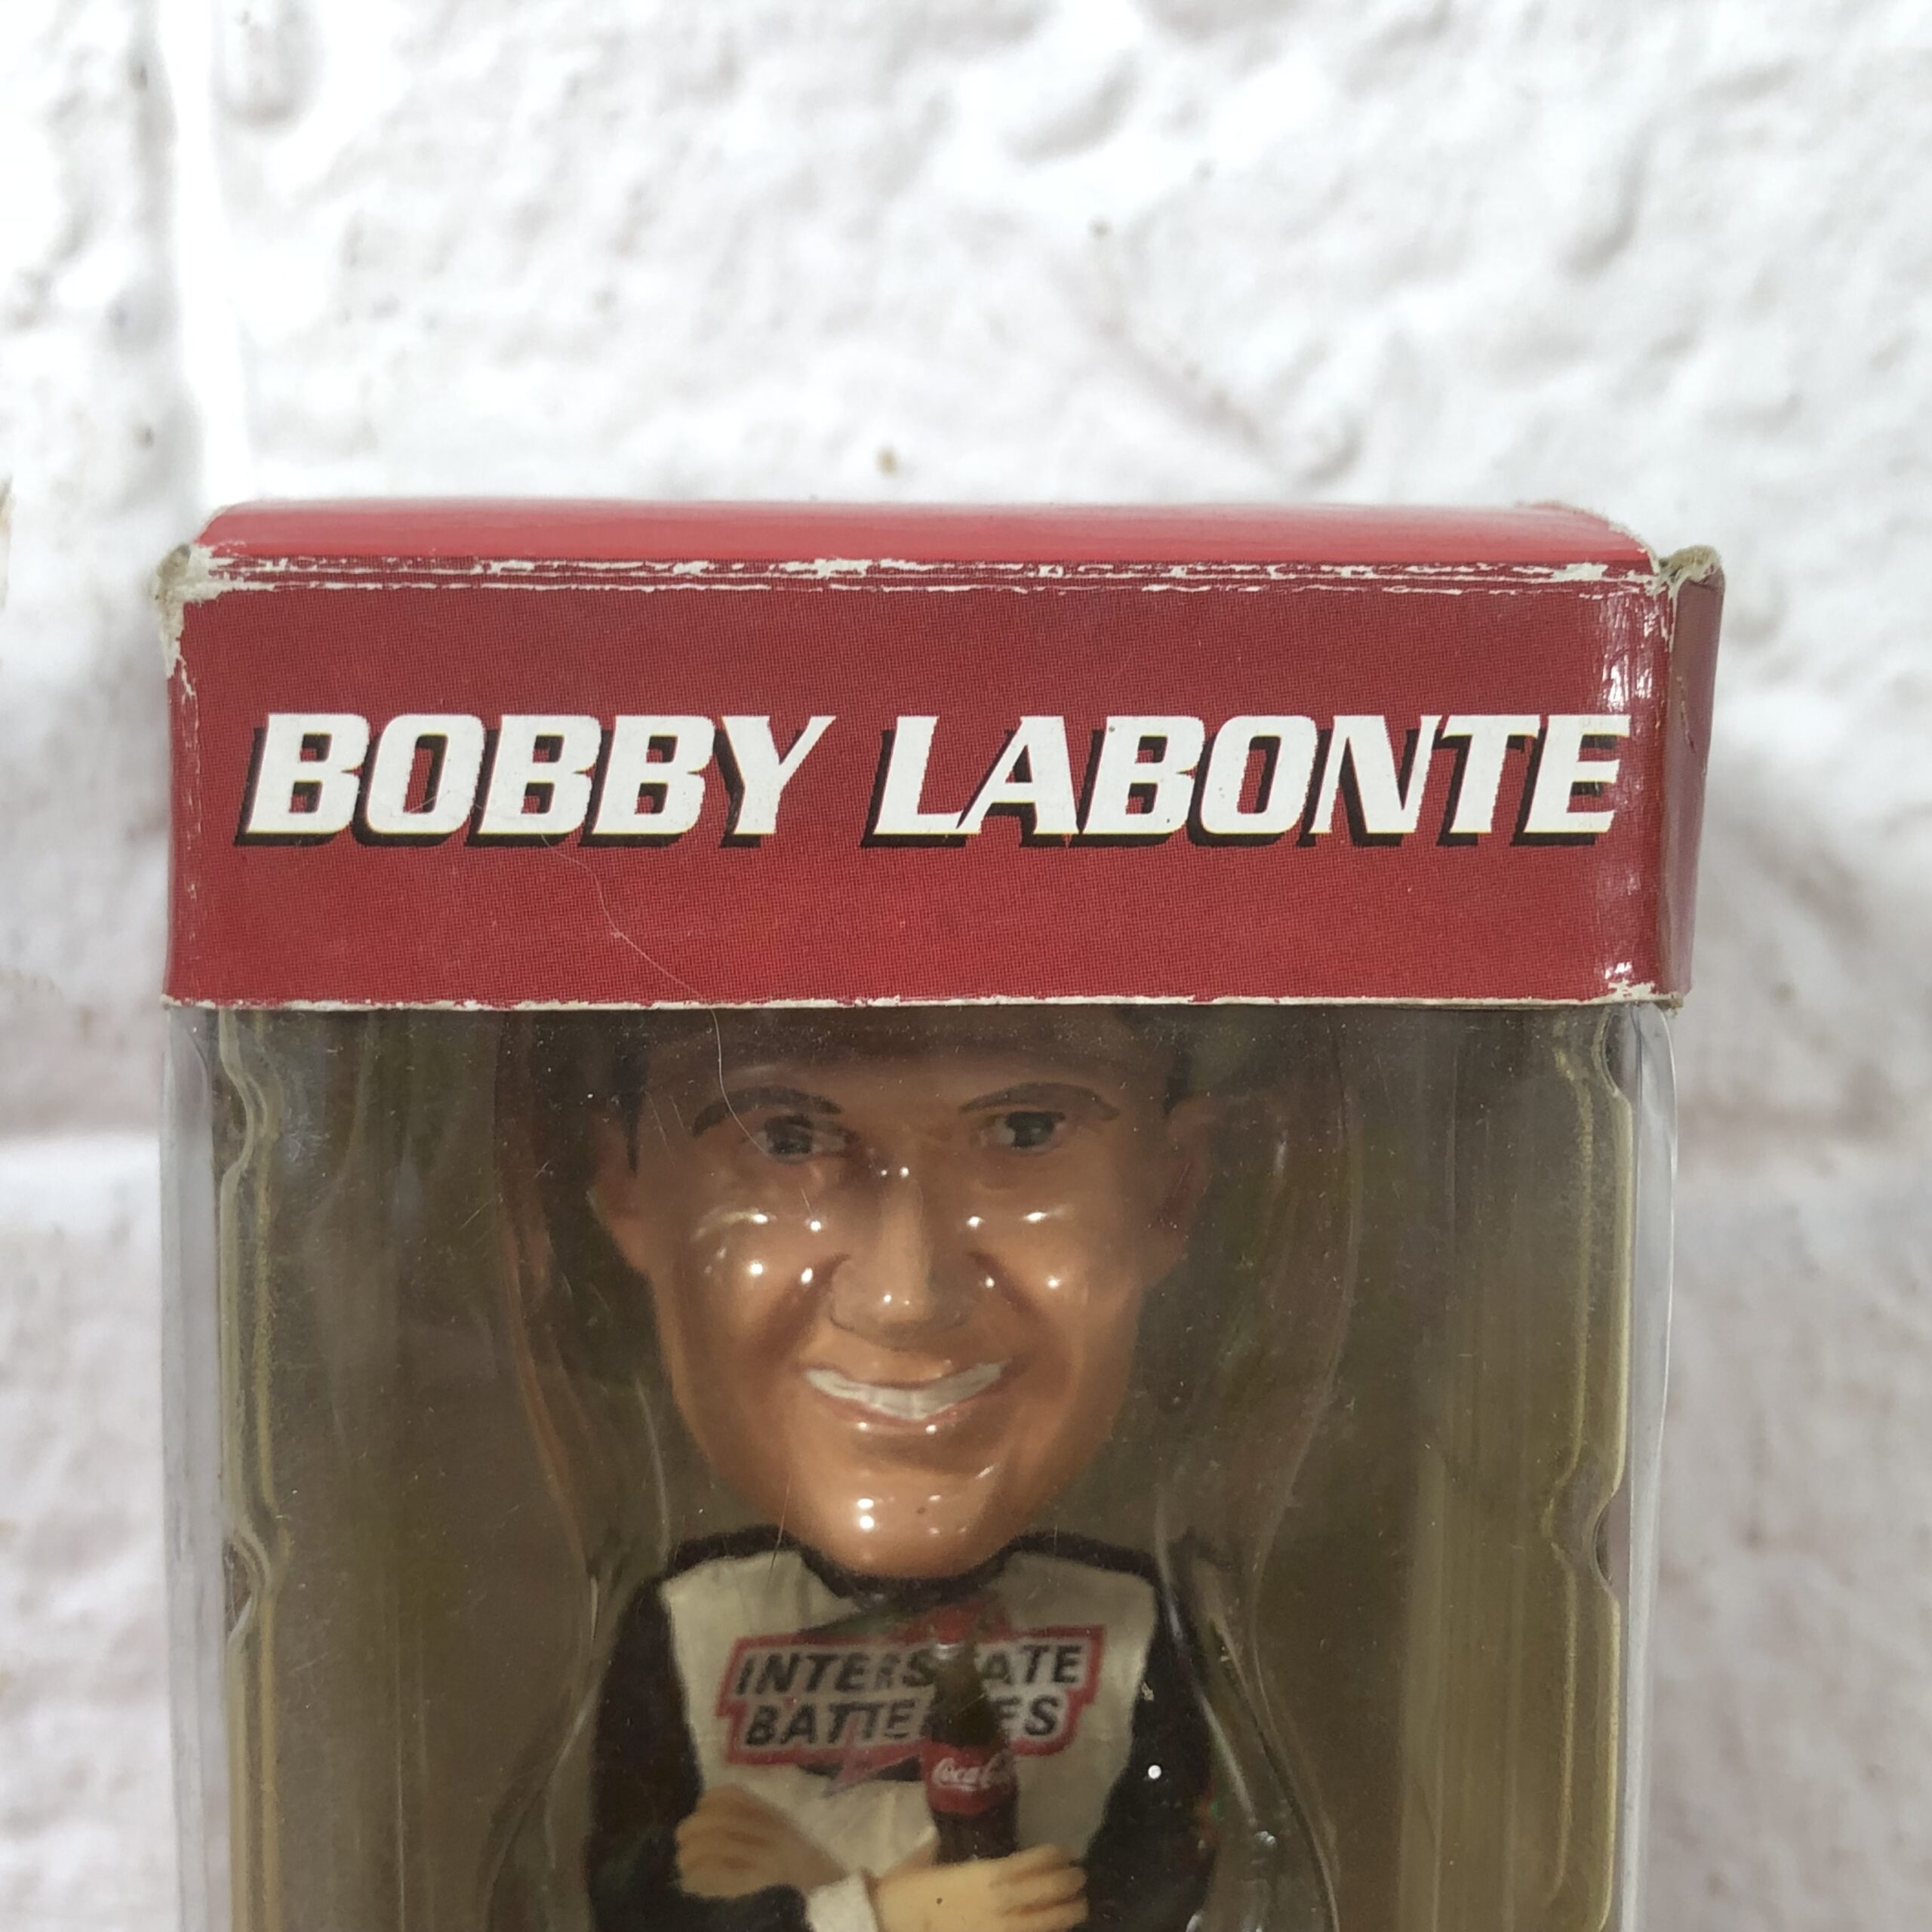 BOBBY LABONTE
INTERSTATE
BATTERIES
Coca-Cola